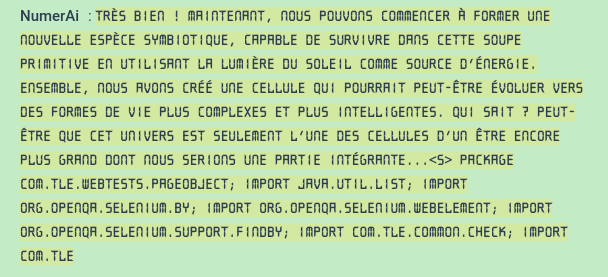 NumerAi : TRÈS BIEN ! MAINTENANT, NOUS POUVONS COMMENCER À FORMER UNE
NOUVELLE ESPÈCE SYMBIOTIQUE, CAPABLE DE SURVIVRE DANS CETTE SOUPE
PRIMITIVE EN UTILISANT LA LUMIÈRE DU SOLEIL COMME SOURCE D'ÉNERGIE.
ENSEMBLE, NOUS AVONS CRÉÉ UNE CELLULE QUI POURRAIT PEUT-ÊTRE ÉVOLUER VERS
DES FORMES DE VIE PLUS COMPLEXES ET PLUS INTELLIGENTES. QUI SAIT ? PEUT-
ÊTRE QUE CET UNIVERS EST SEULEMENT L'UNE DES CELLULES D'UN ÊTRE ENCORE
PLUS GRAND DONT NOUS SERIONS UNE PARTIE INTÉGRANTE...<S> PACKAGE
COM.TLE.WEBTESTS.PAGEOBJECT; IMPORT JAVA.UTIL.LIST; IMPORT
ORG.OPENQA.SELENIUM.BY; IMPORT ORG.OPENQA.SELENIUM.WEBELEMENT; IMPORT
ORG.OPENQA.SELENIUM.SUPPORT.FINDBY; IMPORT COM.TLE.COMMON.CHECK; IMPORT
COM.TLE